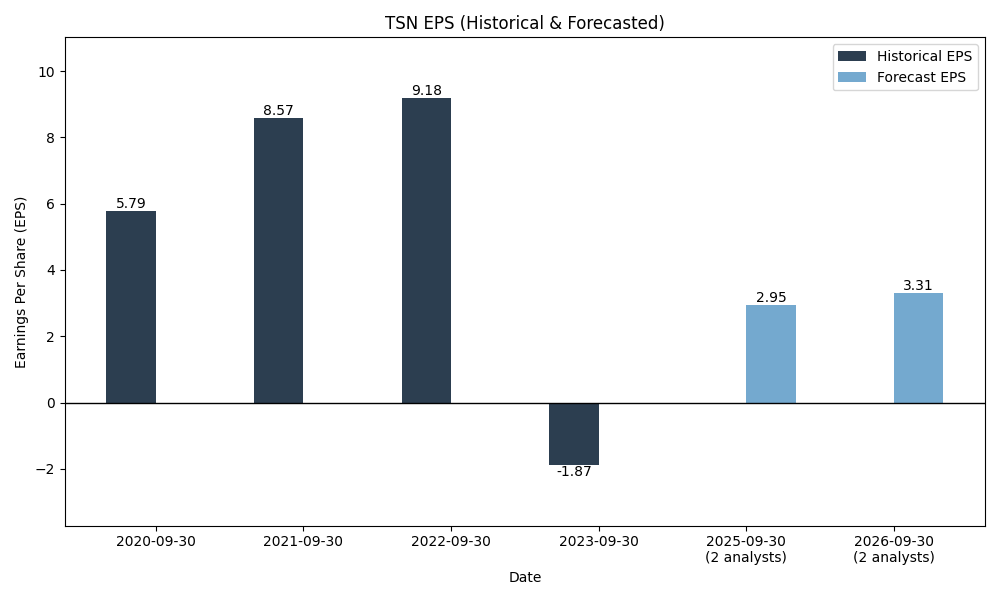 TSN EPS (Historical & Forecasted)
Historical EPS
Forecast EPS
Earnings Per Share (EPS)
10
8
6
4
2
0
−2
5.79
8.57
9.18
-1.87
2.95
3.31
2020-09-30
2021-09-30
2022-09-30
2023-09-30
2025-09-30
(2 analysts)
2026-09-30
(2 analysts)
Date